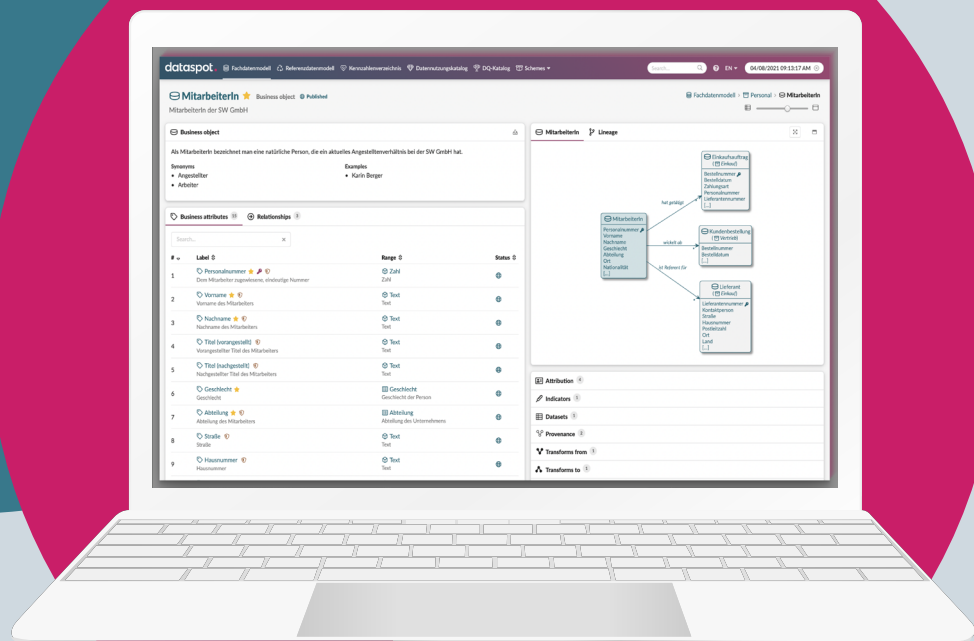 dataspot.
Fachdatenmodell Referenzdatenmodell Kennzahlenverzeichnis Datennutzungskatalog DQ-Katalog Schemes
Search...
EN
04/08/2021 09:13:17 AM
MitarbeiterIn Business object Published
MitarbeiterIn der SW GmbH
Fachdatenmodell › Personal › MitarbeiterIn
Business object
Als MitarbeiterIn bezeichnet man eine natürliche Person, die ein aktuelles Angestelltenverhältnis bei der SW GmbH hat.
Synonyms Examples
• Angestellter • Karin Berger
• Arbeiter
Business attributes Relationships
Search...
# Label Range Status
1 Personalnummer Zahl
Dem Mitarbeiter zugewiesene, eindeutige Nummer Zahl
2 Vorname Text
Vorname des Mitarbeiters Text
3 Nachname Text
Nachname des Mitarbeiters Text
4 Titel (vorangestellt) Text
Vorangestellter Titel des Mitarbeiters Text
5 Titel (nachgestellt) Text
Nachgestellter Titel des Mitarbeiters Text
6 Geschlecht Geschlecht
Geschlecht Geschlecht der Person
7 Abteilung Abteilung
Abteilung des Mitarbeiters Abteilung des Unternehmens
8 Straße Text
Straße Text
9 Hausnummer Text
Hausnummer Text
MitarbeiterIn Lineage
MitarbeiterIn
Personalnummer
Vorname
Nachname
Geschlecht
Abteilung
Ort
Nationalität
[...]
hat getätigt
wickelt ab
ist Rahmen für
Einkaufsauftrag
(Einkauf)
Bestellnummer
Bestelldatum
Zahlungsart
Personalnummer
Lieferantennummer
[...]
Kundenbestellung
(Vertrieb)
Bestellnummer
Bestelldatum
[...]
Lieferant
(Einkauf)
Lieferantennummer
Kontaktperson
Straße
Hausnummer
Postleitzahl
Ort
Land
[...]
Attribution
Indicators
Datasets
Provenance
Transforms from
Transforms to